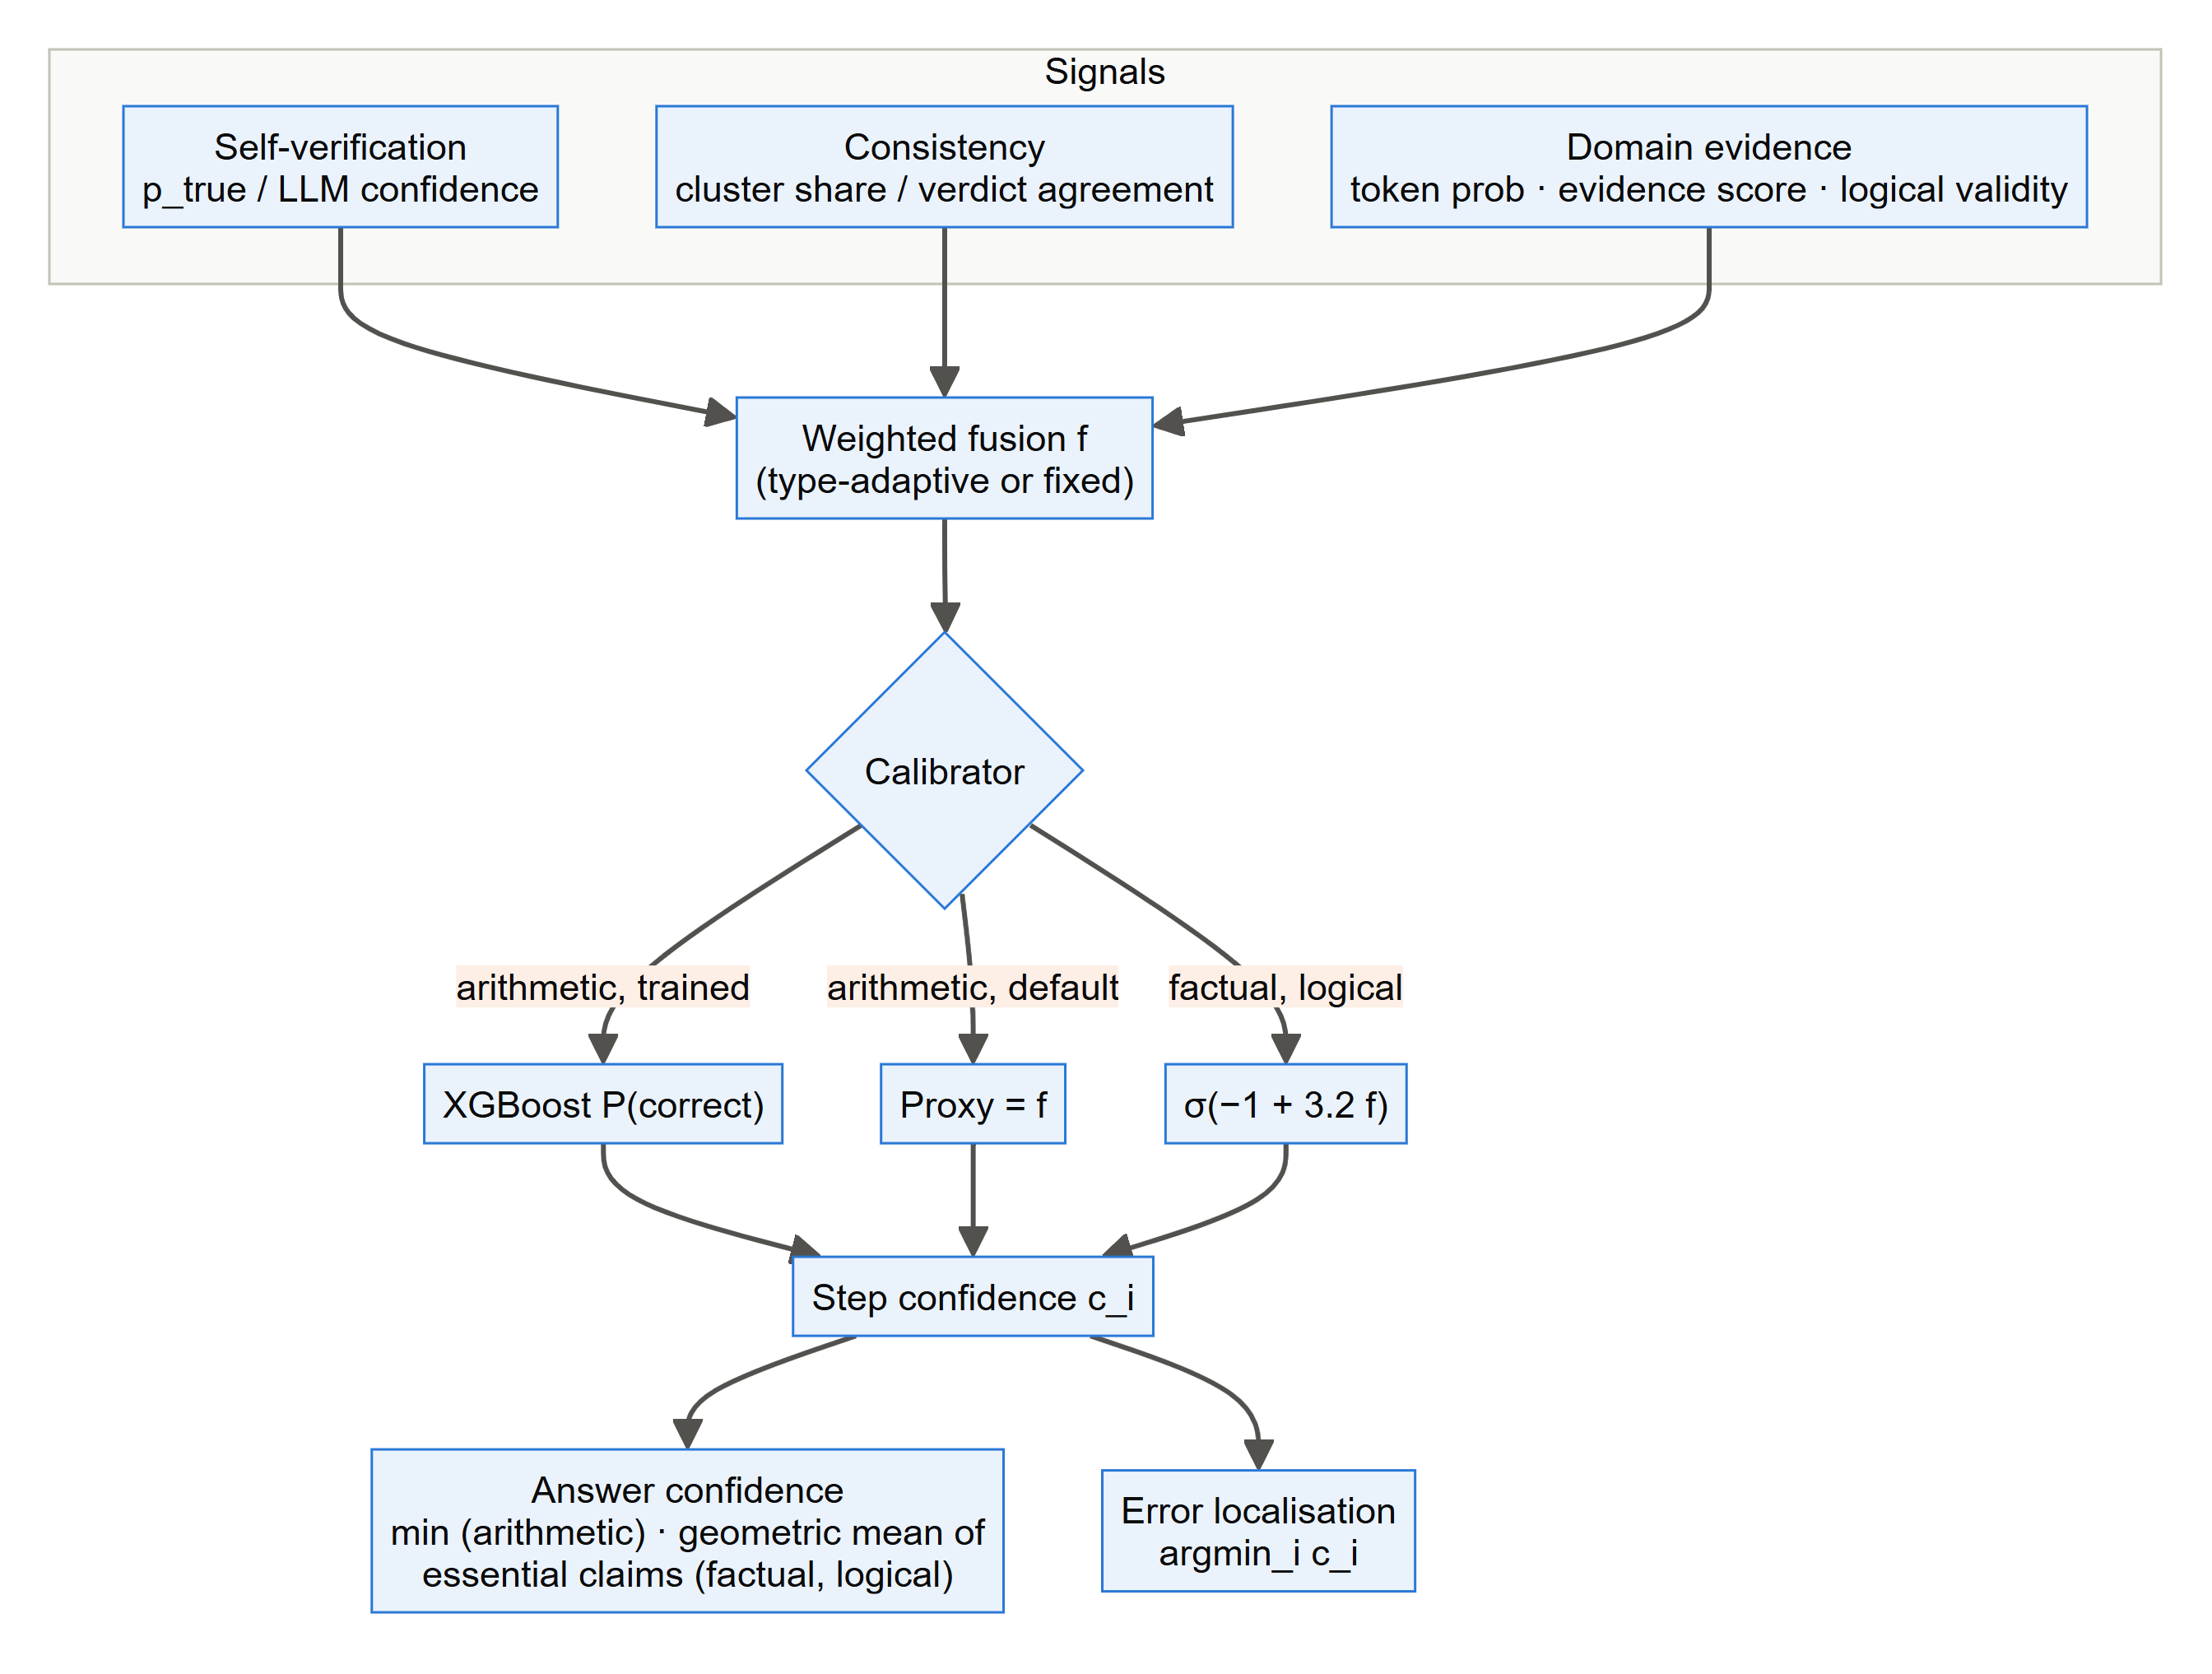 Signals
Self-verification
p_true / LLM confidence
Consistency
cluster share / verdict agreement
Domain evidence
token prob · evidence score · logical validity
Weighted fusion f
(type-adaptive or fixed)
Calibrator
arithmetic, trained
arithmetic, default
factual, logical
XGBoost P(correct)
Proxy = f
σ(−1 + 3.2 f)
Step confidence c_i
Answer confidence
min (arithmetic) · geometric mean of
essential claims (factual, logical)
Error localisation
argmin_i c_i